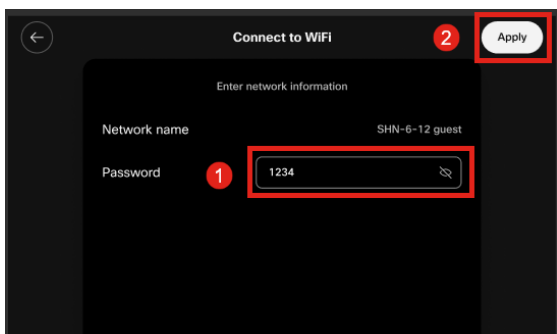 Connect to WiFi
2
Apply
Enter network information
Network name
SHN-6-12 guest
Password
1
1234